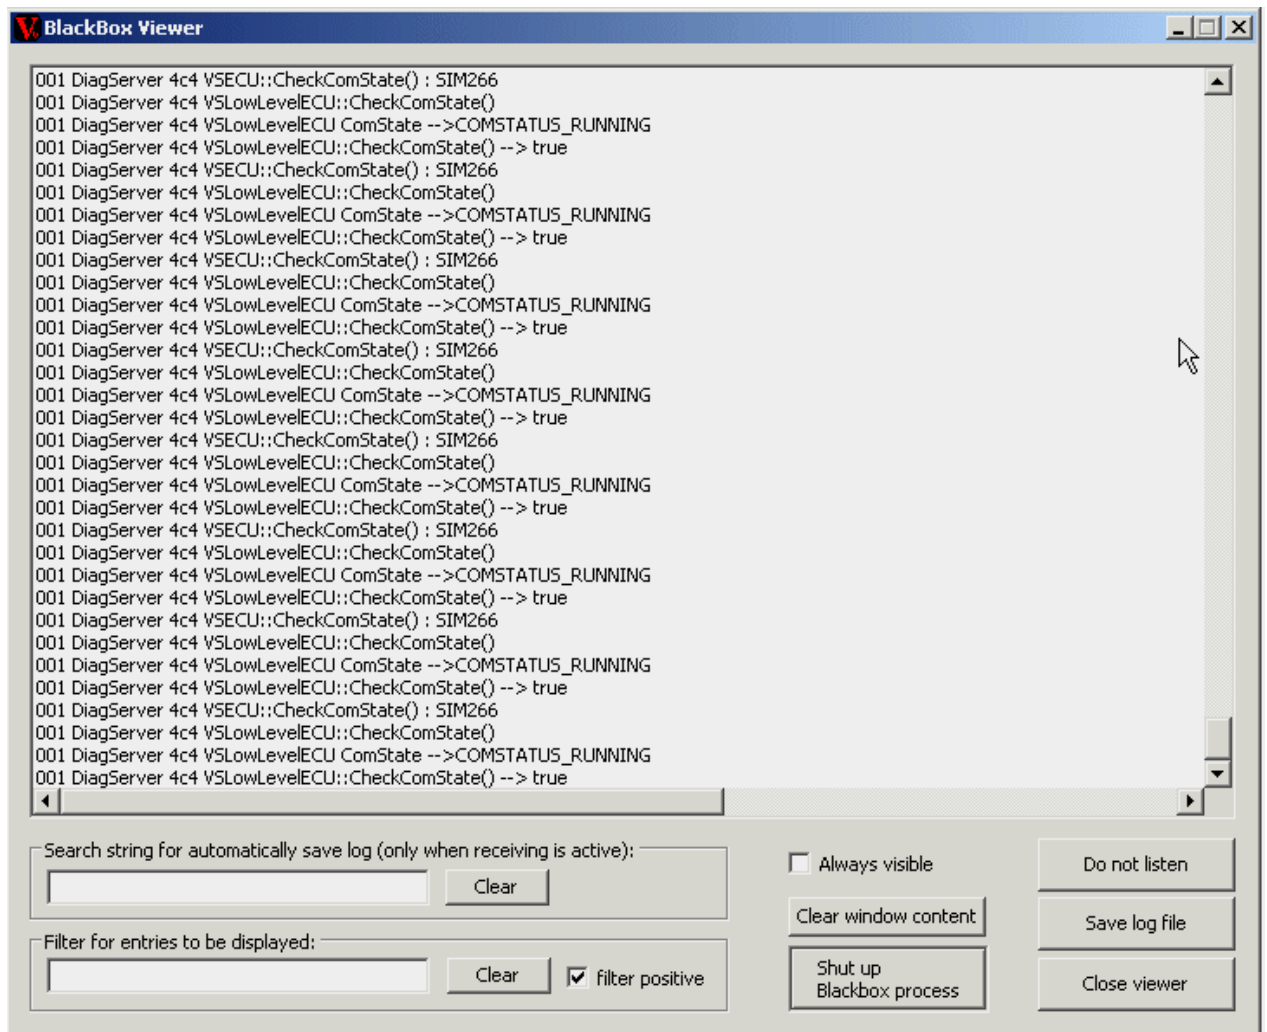 BlackBox Viewer
001 DiagServer 4c4 VSECU::CheckComState() : SIM266
001 DiagServer 4c4 VSLowLevelECU::CheckComState()
001 DiagServer 4c4 VSLowLevelECU ComState -->COMSTATUS_RUNNING
001 DiagServer 4c4 VSLowLevelECU::CheckComState() --> true
001 DiagServer 4c4 VSECU::CheckComState() : SIM266
001 DiagServer 4c4 VSLowLevelECU::CheckComState()
001 DiagServer 4c4 VSLowLevelECU ComState -->COMSTATUS_RUNNING
001 DiagServer 4c4 VSLowLevelECU::CheckComState() --> true
001 DiagServer 4c4 VSECU::CheckComState() : SIM266
001 DiagServer 4c4 VSLowLevelECU::CheckComState()
001 DiagServer 4c4 VSLowLevelECU ComState -->COMSTATUS_RUNNING
001 DiagServer 4c4 VSLowLevelECU::CheckComState() --> true
001 DiagServer 4c4 VSECU::CheckComState() : SIM266
001 DiagServer 4c4 VSLowLevelECU::CheckComState()
001 DiagServer 4c4 VSLowLevelECU ComState -->COMSTATUS_RUNNING
001 DiagServer 4c4 VSLowLevelECU::CheckComState() --> true
001 DiagServer 4c4 VSECU::CheckComState() : SIM266
001 DiagServer 4c4 VSLowLevelECU::CheckComState()
001 DiagServer 4c4 VSLowLevelECU ComState -->COMSTATUS_RUNNING
001 DiagServer 4c4 VSLowLevelECU::CheckComState() --> true
001 DiagServer 4c4 VSECU::CheckComState() : SIM266
001 DiagServer 4c4 VSLowLevelECU::CheckComState()
001 DiagServer 4c4 VSLowLevelECU ComState -->COMSTATUS_RUNNING
001 DiagServer 4c4 VSLowLevelECU::CheckComState() --> true
001 DiagServer 4c4 VSECU::CheckComState() : SIM266
001 DiagServer 4c4 VSLowLevelECU::CheckComState()
001 DiagServer 4c4 VSLowLevelECU ComState -->COMSTATUS_RUNNING
001 DiagServer 4c4 VSLowLevelECU::CheckComState() --> true
001 DiagServer 4c4 VSECU::CheckComState() : SIM266
001 DiagServer 4c4 VSLowLevelECU::CheckComState()
001 DiagServer 4c4 VSLowLevelECU ComState -->COMSTATUS_RUNNING
001 DiagServer 4c4 VSLowLevelECU::CheckComState() --> true
Search string for automatically save log (only when receiving is active):
Clear
Filter for entries to be displayed:
Clear
filter positive
Always visible
Clear window content
Shut up
Blackbox process
Do not listen
Save log file
Close viewer